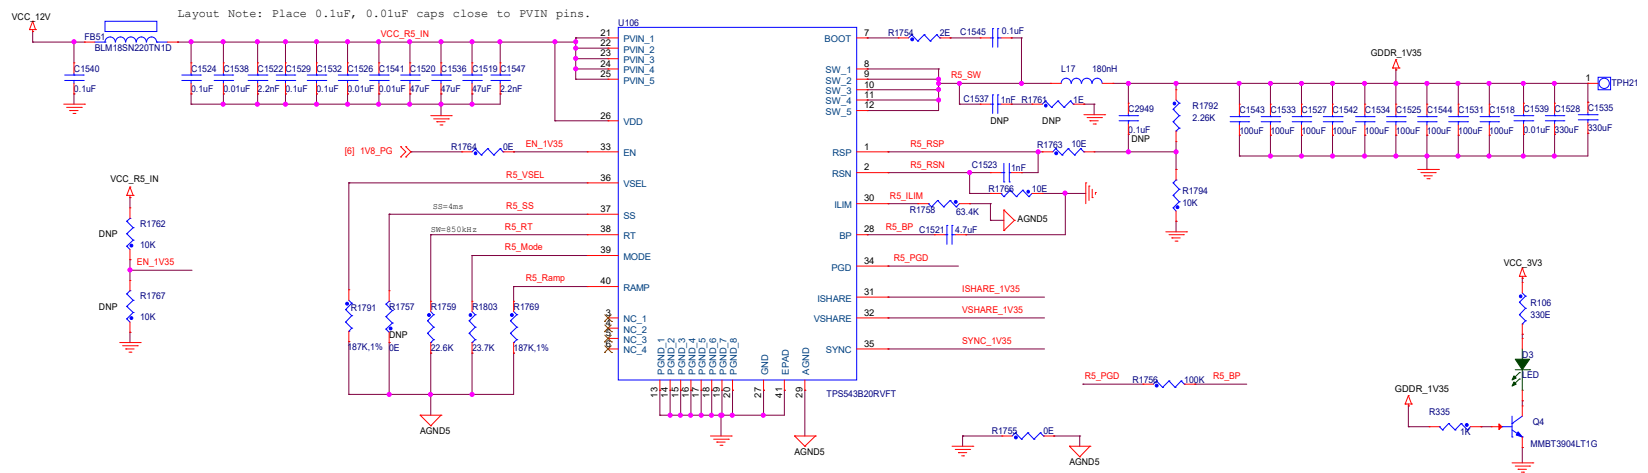 Layout Note: Place 0.1uF, 0.01uF caps close to PVIN pins.
VCC_12V
FB51
BLM18SN220TN1D
VCC_R5_IN
C1540
0.1uF
C1524
0.1uF
C1538
0.01uF
C1522
2.2nF
C1529
0.1uF
C1532
0.1uF
C1526
0.01uF
C1541
0.01uF
C1520
47uF
C1536
47uF
C1519
47uF
C1547
2.2nF
U106
21 PVIN_1
22 PVIN_2
23 PVIN_3
24 PVIN_4
25 PVIN_5
26 VDD
33 EN
36 VSEL
37 SS
38 RT
39 MODE
40 RAMP
3 NC_1
NC_2
NC_3
NC_4
[6] 1V8_PG
R1764
0E
EN_1V35
R5_VSEL
SS=4ms
R5_SS
SW=850kHz
R5_RT
R5_Mode
R5_Ramp
R1791
187K,1%
R1757
DNP
0E
R1759
22.6K
R1803
23.7K
R1769
187K,1%
AGND5
VCC_R5_IN
R1762
DNP
10K
EN_1V35
R1767
DNP
10K
PGND_1
PGND_2
PGND_3
PGND_4
PGND_5
PGND_6
PGND_7
PGND_8
GND
EPAD
AGND
13
14
15
16
17
18
19
20
27
41
29
AGND5
TPS543B20RVFT
BOOT 7
SW_1 8
SW_2 9
SW_3 10
SW_4 11
SW_5 12
RSP 1
RSN 2
ILIM 30
BP 28
PGD 34
ISHARE 31
VSHARE 32
SYNC 35
R1754
2E
C1545
0.1uF
R5_SW
L17
180nH
C1537
1nF
DNP
R1761
1E
DNP
C2949
0.1uF
DNP
R1792
2.26K
R1794
10K
R5_RSP
R1763
10E
R5_RSN
C1523
1nF
R1766
10E
R5_ILIM
R1758
63.4K
AGND5
R5_BP
C1521
4.7uF
R5_PGD
ISHARE_1V35
VSHARE_1V35
SYNC_1V35
GDDR_1V35
1
TPH21
C1543
100uF
C1533
100uF
C1527
100uF
C1542
100uF
C1534
100uF
C1525
100uF
C1544
100uF
C1531
100uF
C1518
100uF
C1539
0.01uF
C1528
330uF
C1535
330uF
R5_PGD
R1756
100K
R5_BP
R1755
0E
AGND5
VCC_3V3
R106
330E
D3
LED
GDDR_1V35
R335
1K
Q4
MMBT3904LT1G